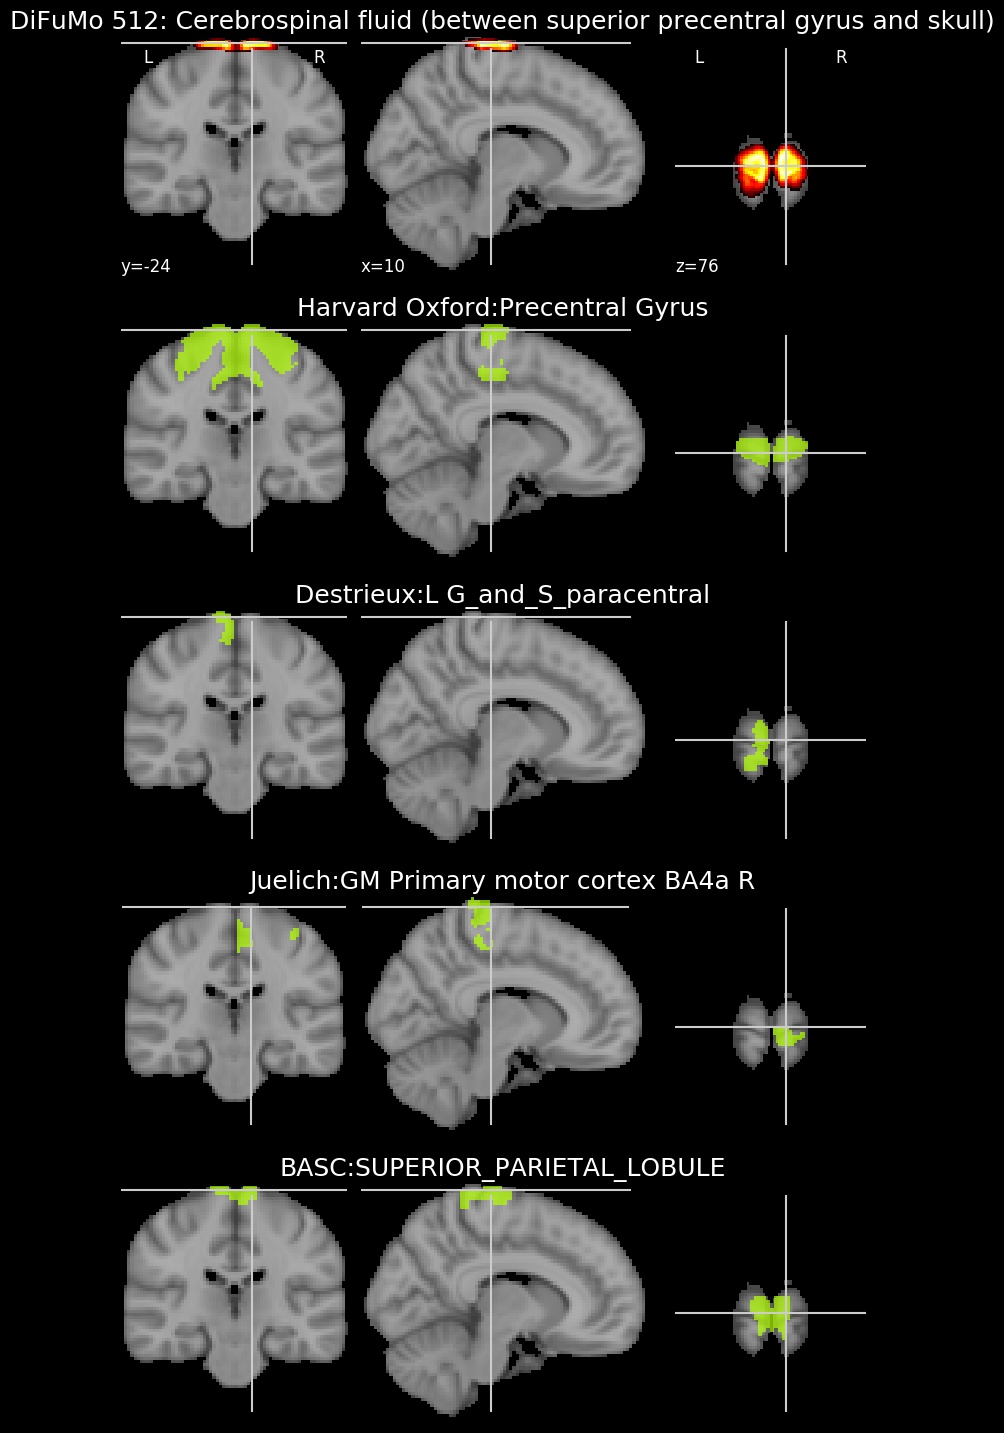 DiFuMo 512: Cerebrospinal fluid (between superior precentral gyrus and skull)
L R L R
y=-24 x=10 z=76
Harvard Oxford:Precentral Gyrus
Destrieux:L G_and_S_paracentral
Juelich:GM Primary motor cortex BA4a R
BASC:SUPERIOR_PARIETAL_LOBULE